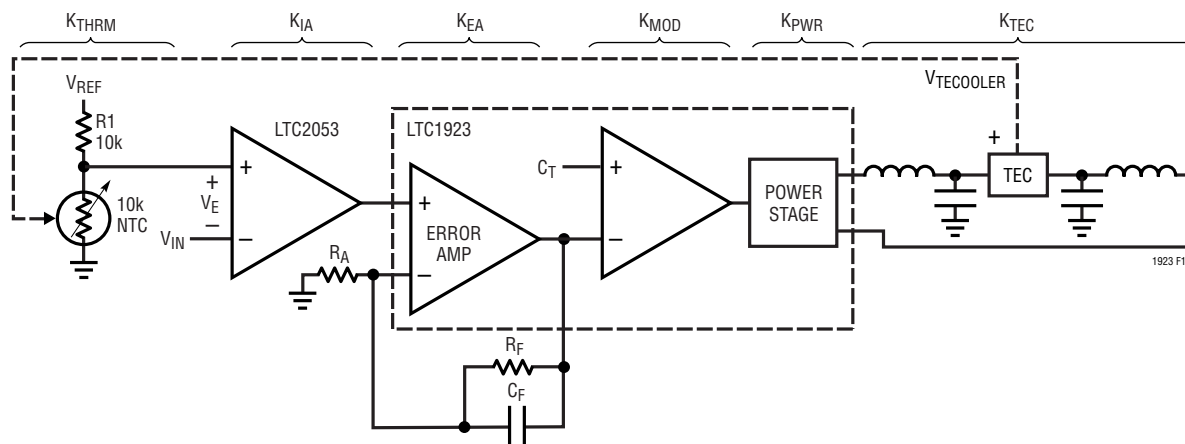 KTHRM KIA KEA KMOD KPWR KTEC
VREF
R1
10k
10k
NTC
+
VE
–
VIN
LTC2053
+
–
LTC1923
+
ERROR
AMP
–
RA
RF
CF
CT
+
–
POWER
STAGE
VTECOOLER
+
TEC
1923 F1